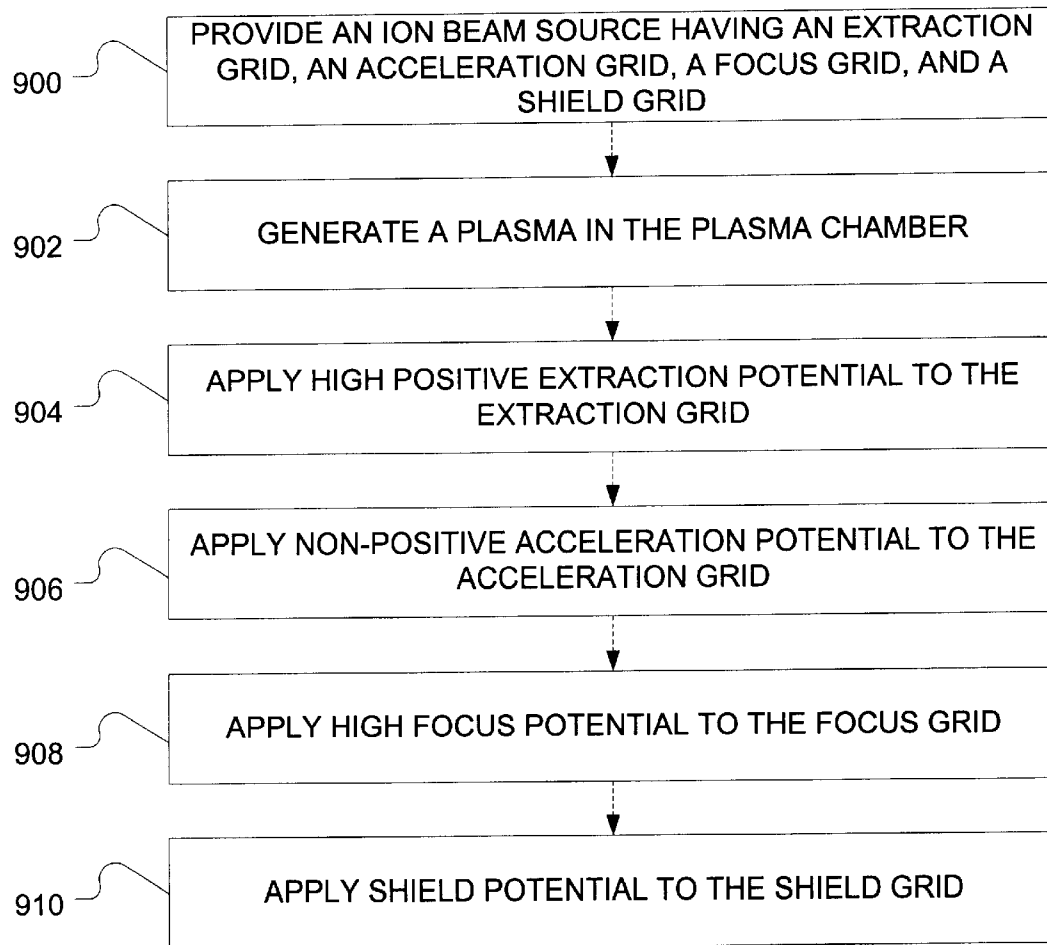 PROVIDE AN ION BEAM SOURCE HAVING AN EXTRACTION
GRID, AN ACCELERATION GRID, A FOCUS GRID, AND A
SHIELD GRID
900
GENERATE A PLASMA IN THE PLASMA CHAMBER
902
APPLY HIGH POSITIVE EXTRACTION POTENTIAL TO THE
EXTRACTION GRID
904
APPLY NON-POSITIVE ACCELERATION POTENTIAL TO THE
ACCELERATION GRID
906
APPLY HIGH FOCUS POTENTIAL TO THE FOCUS GRID
908
APPLY SHIELD POTENTIAL TO THE SHIELD GRID
910